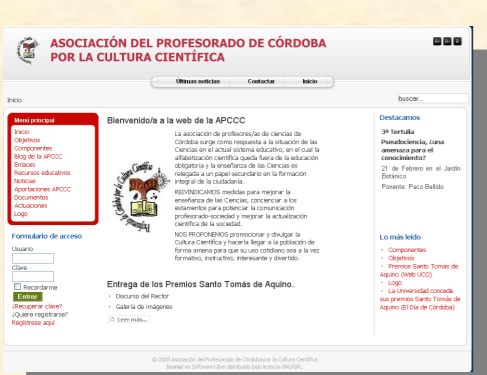 ASOCIACIÓN DEL PROFESORADO DE CÓRDOBA
POR LA CULTURA CIENTÍFICA
Últimas noticias Contactar Inicio
Inicio
buscar...
Menú principal
Inicio
Objetivos
Componentes
Blog de la APCCC
Enlaces
Recursos educativos
Noticias
Aportaciones APCCC
Documentos
Actuaciones
Logo
Formulario de acceso
Usuario
Clave
Recordarme
Entrar
¿Recuperar clave?
¿Quiere registrarse?
Regístrese aquí
Bienvenido/a a la web de la APCCC
La asociación de profesores/as de ciencias de
Córdoba surge como respuesta a la situación de las
Ciencias en el actual sistema educativo, en el cuál la
alfabetización científica queda fuera de la educación
obligatoria y la enseñanza de las Ciencias es
relegada a un papel secundario en la formación
integral de la ciudadanía.
REIVINDICAMOS medidas para mejorar la
enseñanza de las Ciencias, concienciar a los
estamentos para potenciar la comunicación
profesorado-sociedad y mejorar la actualización
científica de la sociedad.
NOS PROPONEMOS promocionar y divulgar la
Cultura Científica y hacerla llegar a la población de
forma amena para que su uso cotidiano sea a la vez
formativo, instructivo, interesante y divertido.
Entrega de los Premios Santo Tomás de Aquino.
Discurso del Rector
Galería de imágenes
Leer más...
Destacamos
3ª Tertulia
Pseudociencia, ¿una
amenaza para el
conocimiento?
21 de Febrero en el Jardín
Botánico
Ponente: Paco Bellido
Lo más leído
Componentes
Objetivos
Premios Santo Tomás de
Aquino (Web UCO)
Logo
La Universidad concede
sus premios Santo Tomás de
Aquino (El Día de Córdoba)
© 2008 Asociación del Profesorado de Córdoba por la Cultura Científica
Joomla! es Software Libre distribuido bajo licencia GNU/GPL.